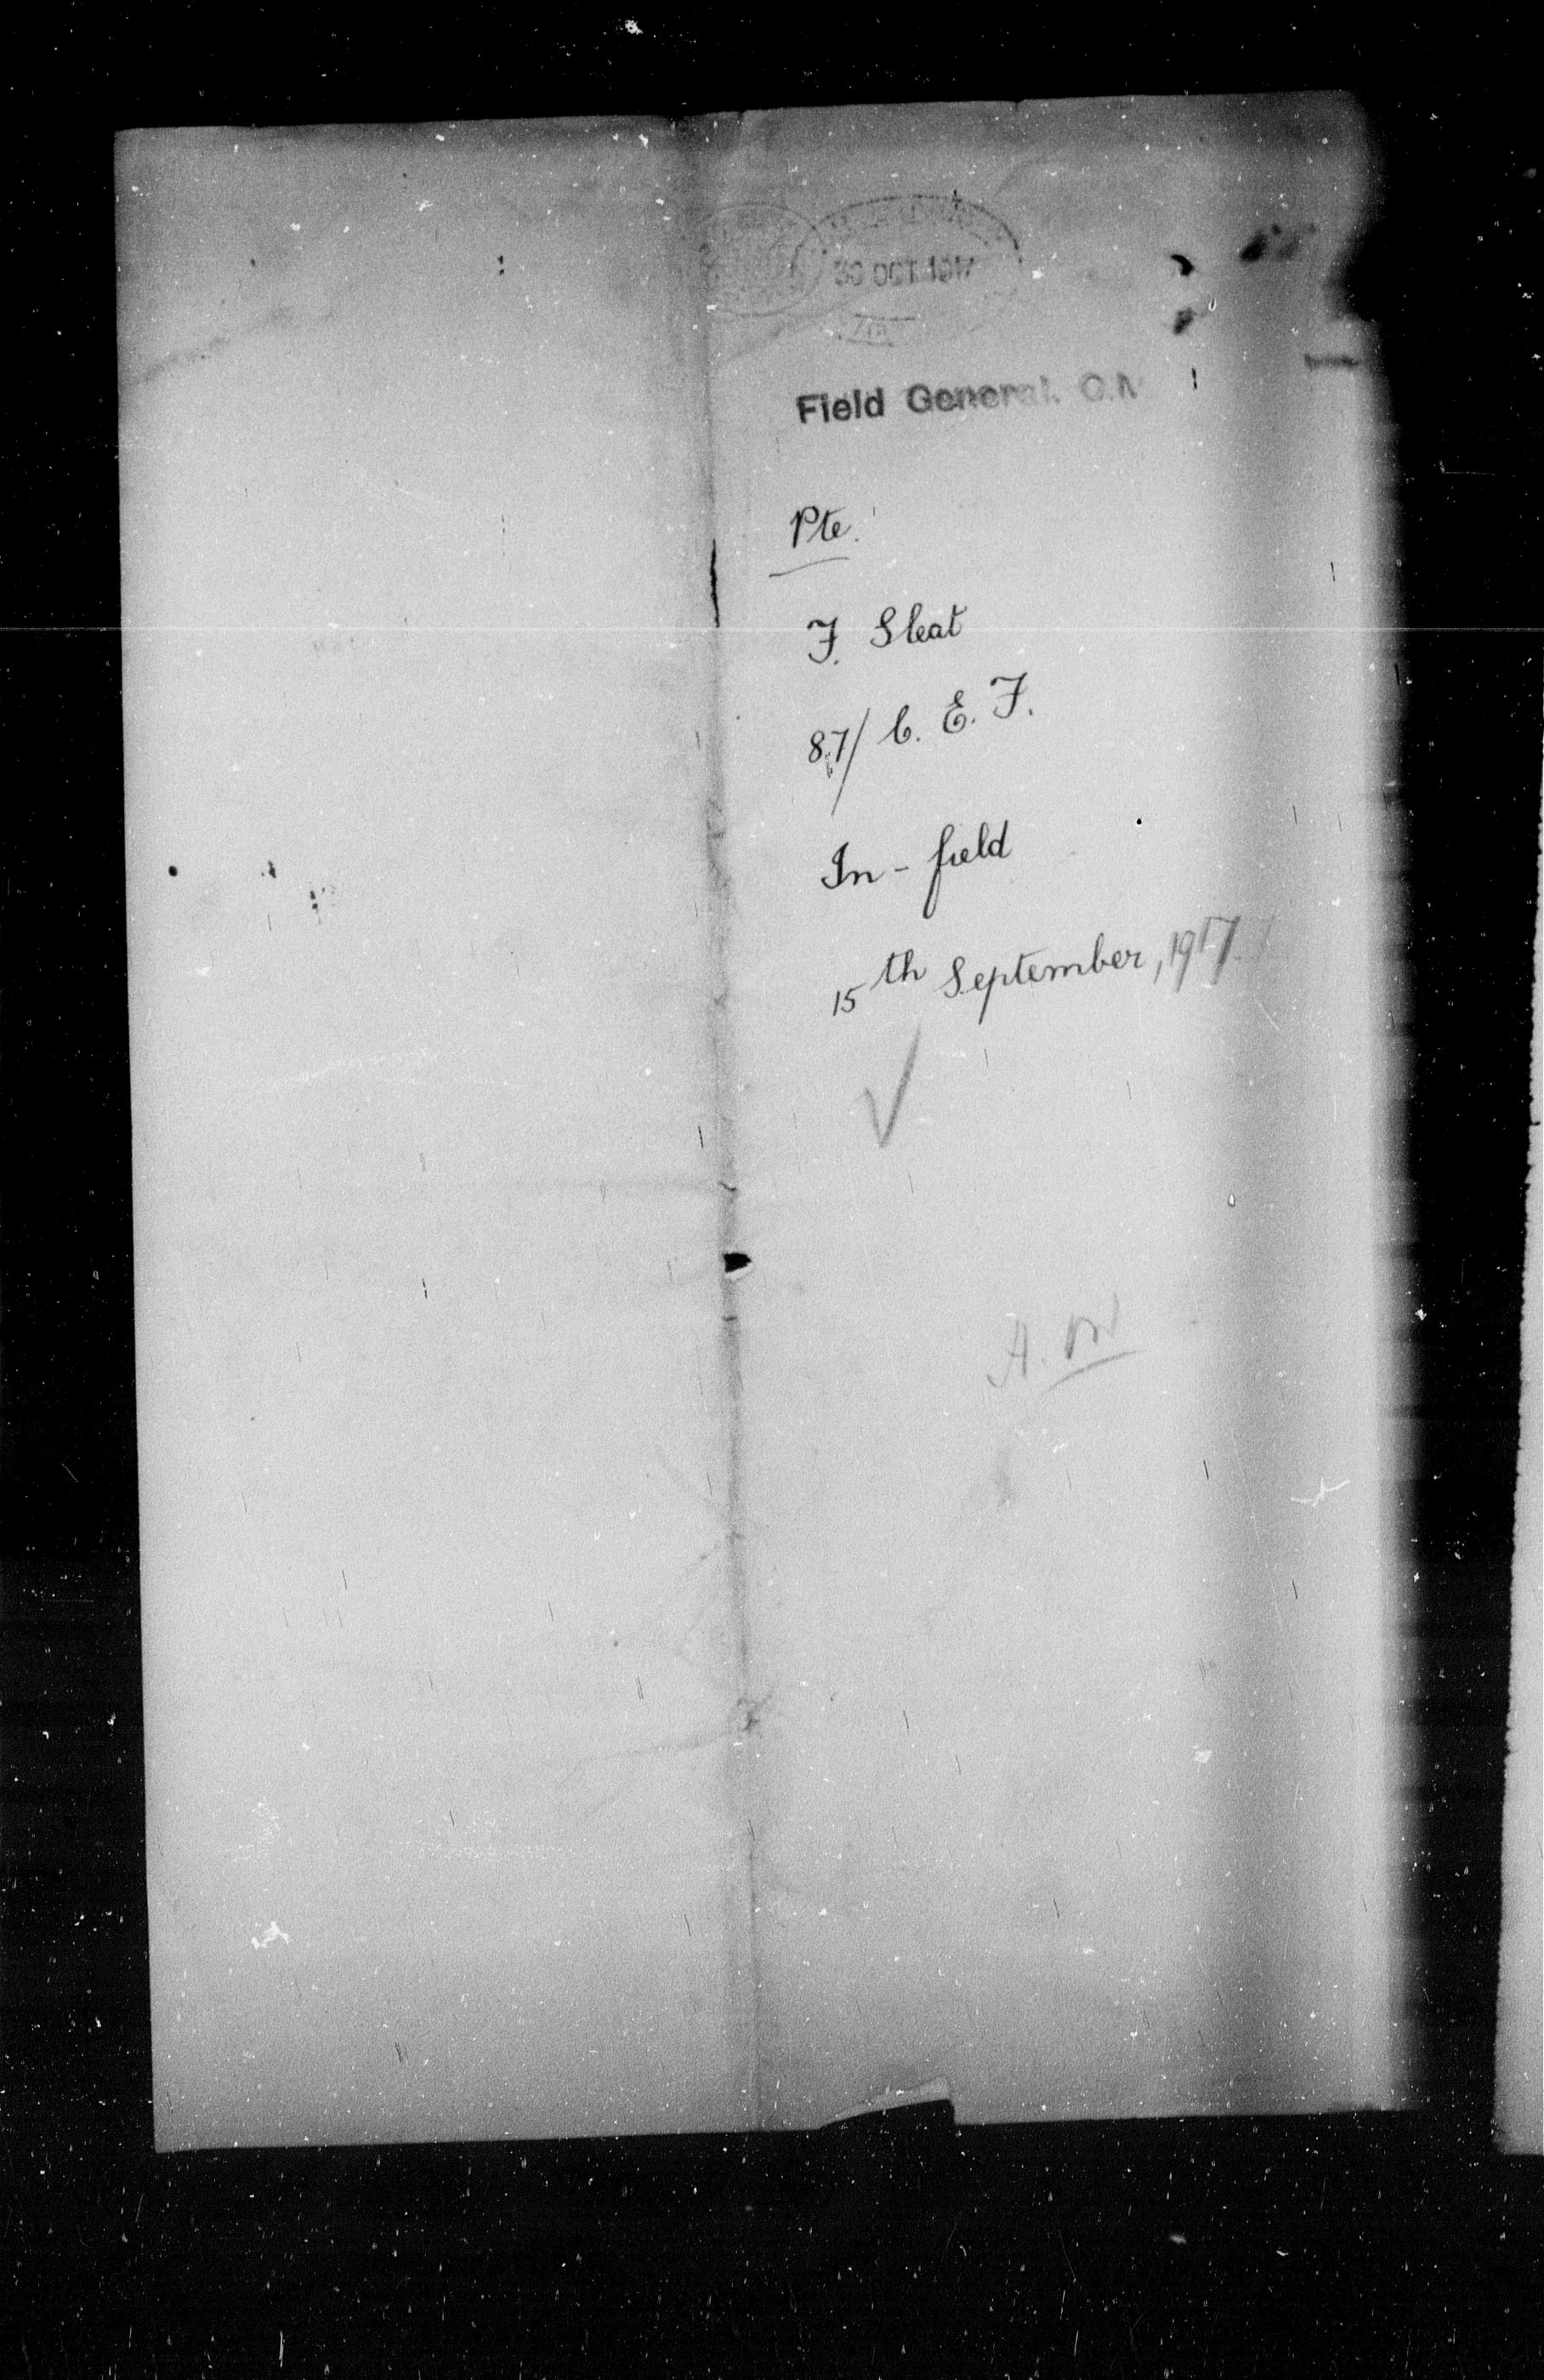 30 OCT 1917
Field General. C.M
Pte.
F. Sleat
87/ C. E. F.
In - field
15th September, 1917
A. M